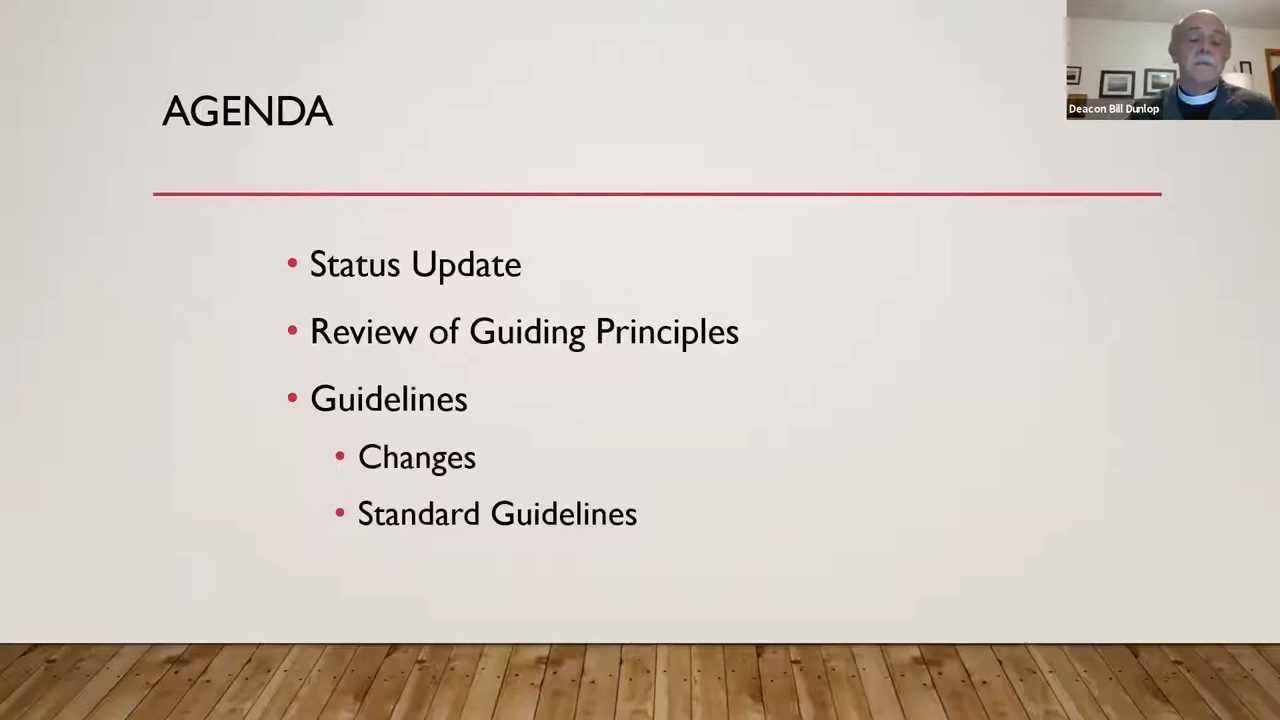 AGENDA
Deacon Bill Dunlop
• Status Update
• Review of Guiding Principles
• Guidelines
• Changes
• Standard Guidelines